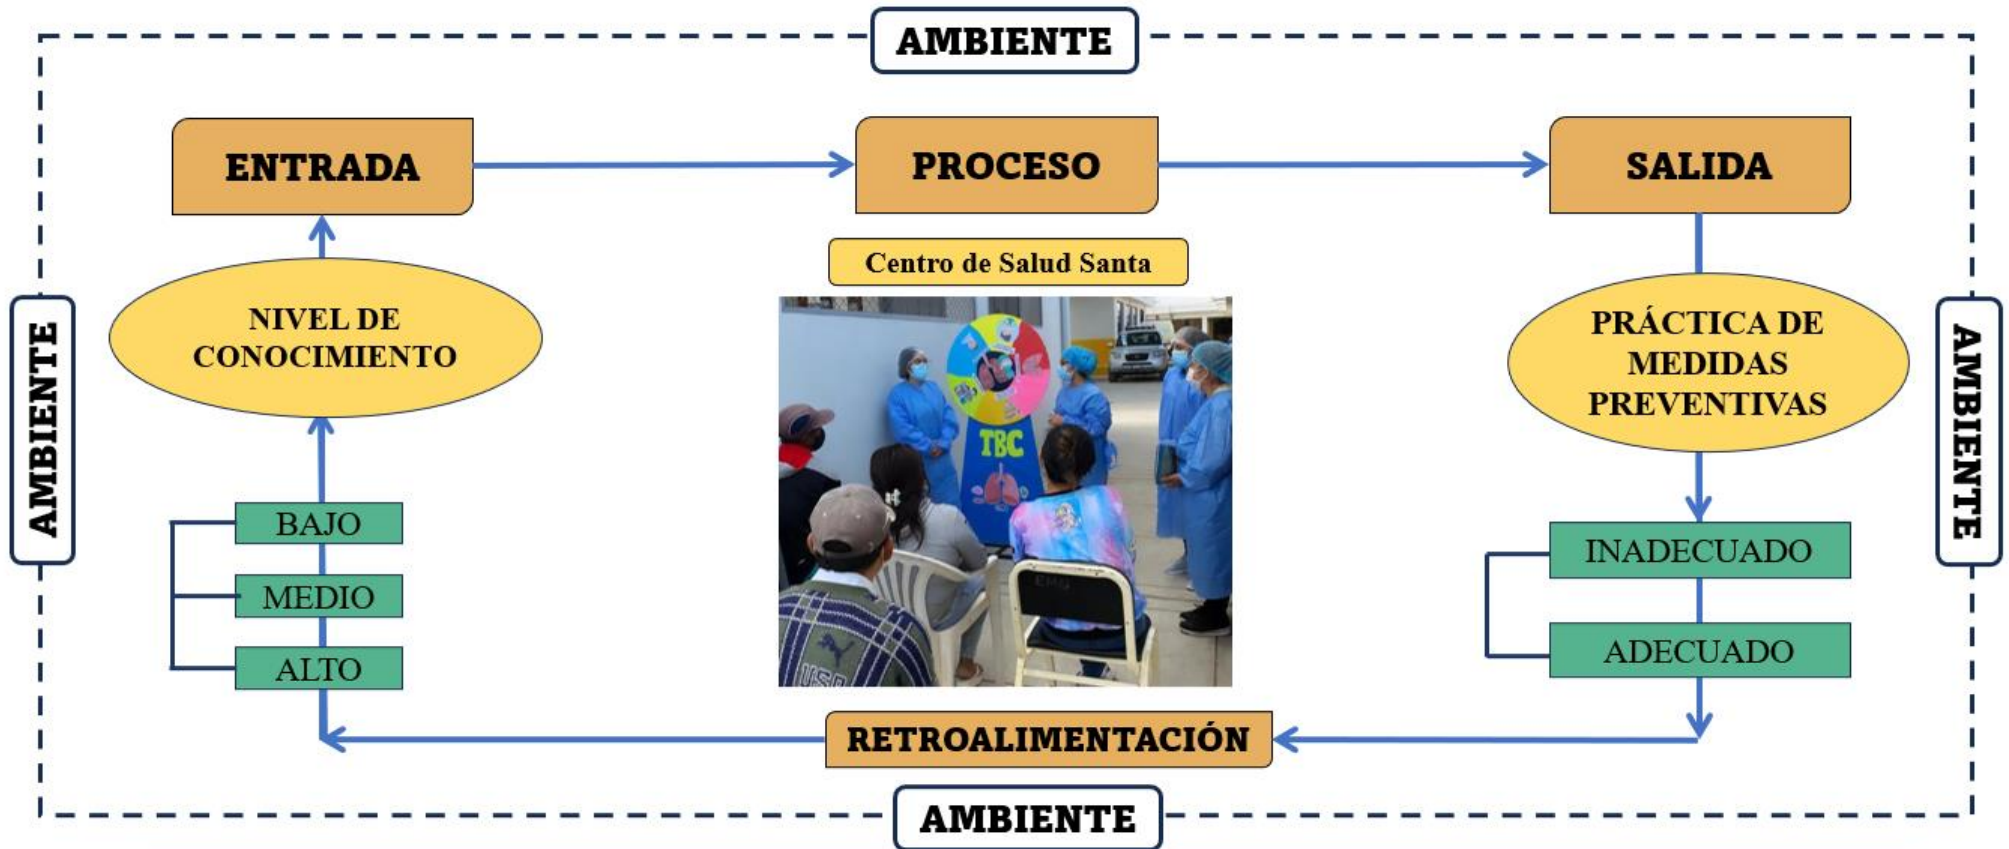 AMBIENTE
ENTRADA
PROCESO
SALIDA
Centro de Salud Santa
NIVEL DE
CONOCIMIENTO
PRÁCTICA DE
MEDIDAS
PREVENTIVAS
AMBIENTE
AMBIENTE
TBC
BAJO
MEDIO
ALTO
EMG
INADECUADO
ADECUADO
RETROALIMENTACIÓN
AMBIENTE